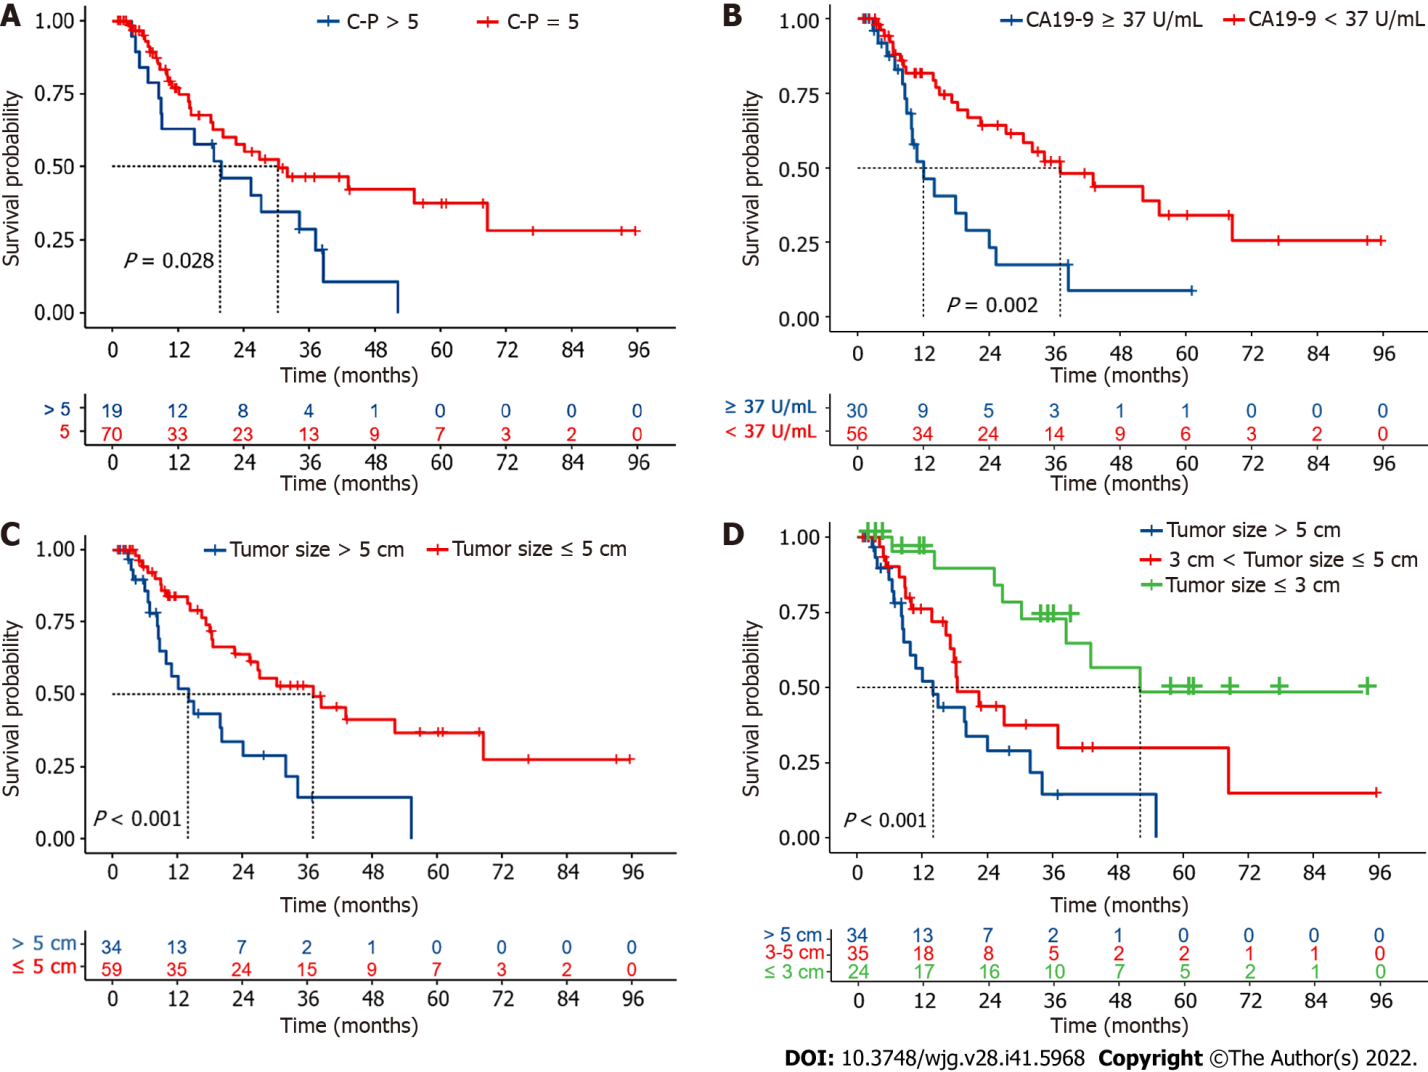 A
C-P > 5 C-P = 5
Survival probability
1.00
0.75
0.50
0.25
0.00
P = 0.028
0 12 24 36 48 60 72 84 96
Time (months)
> 5 19 12 8 4 1 0 0 0 0
5 70 33 23 13 9 7 3 2 0
0 12 24 36 48 60 72 84 96
Time (months)
B
CA19-9 ≥ 37 U/mL CA19-9 < 37 U/mL
Survival probability
1.00
0.75
0.50
0.25
0.00
P = 0.002
0 12 24 36 48 60 72 84 96
Time (months)
≥ 37 U/mL 30 9 5 3 1 1 0 0 0
< 37 U/mL 56 34 24 14 9 6 3 2 0
0 12 24 36 48 60 72 84 96
Time (months)
C
Tumor size > 5 cm Tumor size ≤ 5 cm
Survival probability
1.00
0.75
0.50
0.25
0.00
P < 0.001
0 12 24 36 48 60 72 84 96
Time (months)
> 5 cm 34 13 7 2 1 0 0 0 0
≤ 5 cm 59 35 24 15 9 7 3 2 0
0 12 24 36 48 60 72 84 96
Time (months)
D
Tumor size > 5 cm
3 cm < Tumor size ≤ 5 cm
Tumor size ≤ 3 cm
Survival probability
1.00
0.75
0.50
0.25
0.00
P < 0.001
0 12 24 36 48 60 72 84 96
Time (months)
> 5 cm 34 13 7 2 1 0 0 0 0
3-5 cm 35 18 8 5 2 2 1 1 0
≤ 3 cm 24 17 16 10 7 5 2 1 0
0 12 24 36 48 60 72 84 96
Time (months)
DOI: 10.3748/wjg.v28.i41.5968 Copyright ©The Author(s) 2022.